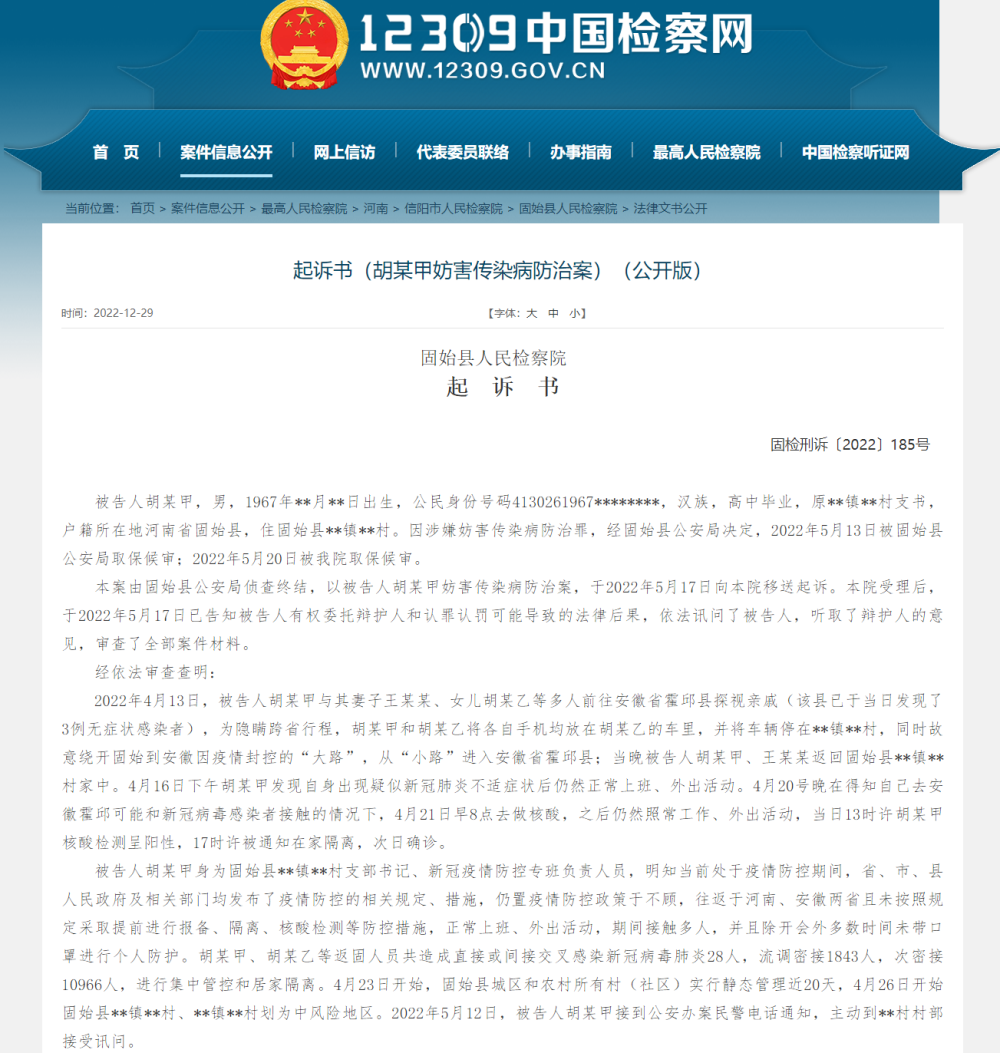 12309中国检察网
WWW.12309.GOV.CN
首 页 | 案件信息公开 | 网上信访 | 代表委员联络 | 办事指南 | 最高人民检察院 | 中国检察听证网
当前位置： 首页 > 案件信息公开 > 最高人民检察院 > 河南 > 信阳市人民检察院 > 固始县人民检察院 > 法律文书公开
起诉书（胡某甲妨害传染病防治案）（公开版）
时间：2022-12-29 【字体：大 中 小】
固始县人民检察院
起 诉 书
固检刑诉〔2022〕185号
被告人胡某甲，男，1967年**月**日出生，公民身份号码4130261967********，汉族，高中毕业，原**镇**村支书，
户籍所在地河南省固始县，住固始县**镇**村。因涉嫌妨害传染病防治罪，经固始县公安局决定，2022年5月13日被固始县
公安局取保候审；2022年5月20日被我院取保候审。
本案由固始县公安局侦查终结，以被告人胡某甲妨害传染病防治案，于2022年5月17日向本院移送起诉。本院受理后，
于2022年5月17日已告知被告人有权委托辩护人和认罪认罚可能导致的法律后果，依法讯问了被告人，听取了辩护人的意
见，审查了全部案件材料。
经依法审查查明：
2022年4月13日，被告人胡某甲与其妻子王某某、女儿胡某乙等多人前往安徽省霍邱县探视亲戚（该县已于当日发现了
3例无症状感染者），为隐瞒跨省行程，胡某甲和胡某乙将各自手机均放在胡某乙的车里，并将车辆停在**镇**村，同时故
意绕开固始到安徽因疫情封控的“大路”，从“小路”进入安徽省霍邱县；当晚被告人胡某甲、王某某返回固始县**镇**
村家中。4月16日下午胡某甲发现自身出现疑似新冠肺炎不适症状后仍然正常上班、外出活动。4月20号晚在得知自己去安
徽霍邱可能和新冠病毒感染者接触的情况下，4月21日早8点去做核酸，之后仍然照常工作、外出活动，当日13时许胡某甲
核酸检测呈阳性，17时许被通知在家隔离，次日确诊。
被告人胡某甲身为固始县**镇**村支部书记、新冠疫情防控专班负责人员，明知当前处于疫情防控期间，省、市、县
人民政府及相关部门均发布了疫情防控的相关规定、措施，仍置疫情防控政策于不顾，往返于河南、安徽两省且未按照规
定采取提前进行报备、隔离、核酸检测等防控措施，正常上班、外出活动，期间接触多人，并且除开会外多数时间未带口
罩进行个人防护。胡某甲、胡某乙等返固人员共造成直接或间接交叉感染新冠病毒肺炎28人，流调密接1843人，次密接
10966人，进行集中管控和居家隔离。4月23日开始，固始县城区和农村所有村（社区）实行静态管理近20天，4月26日开始
固始县**镇**村、**镇**村划为中风险地区。2022年5月12日，被告人胡某甲接到公安办案民警电话通知，主动到**村村部
接受讯问。